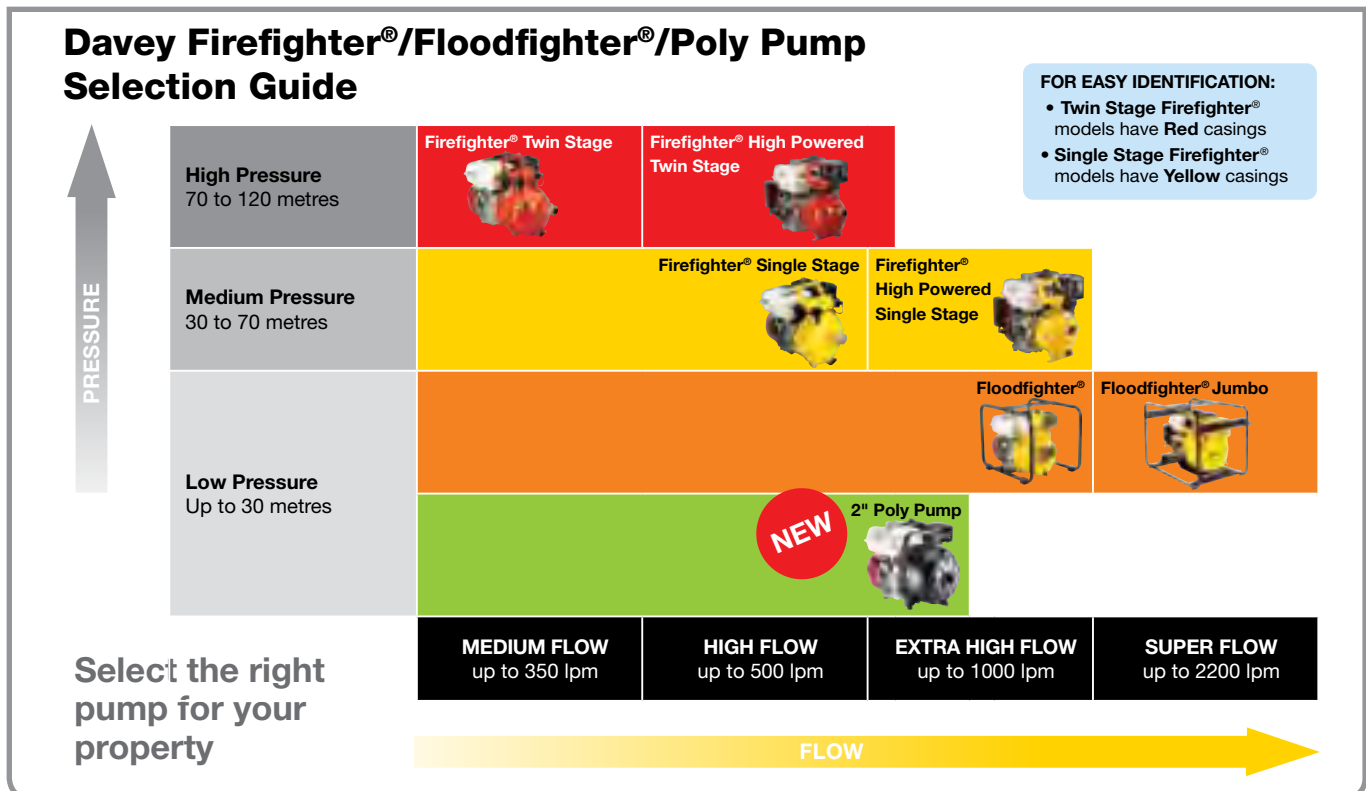 Davey Firefighter®/Floodfighter®/Poly Pump
Selection Guide
FOR EASY IDENTIFICATION:
• Twin Stage Firefighter®
models have Red casings
• Single Stage Firefighter®
models have Yellow casings
PRESSURE
High Pressure
70 to 120 metres
Firefighter® Twin Stage
Firefighter® High Powered
Twin Stage
Medium Pressure
30 to 70 metres
Firefighter® Single Stage
Firefighter®
High Powered
Single Stage
Low Pressure
Up to 30 metres
Floodfighter®
Floodfighter® Jumbo
NEW
2" Poly Pump
MEDIUM FLOW
up to 350 lpm
HIGH FLOW
up to 500 lpm
EXTRA HIGH FLOW
up to 1000 lpm
SUPER FLOW
up to 2200 lpm
Select the right
pump for your
property
FLOW